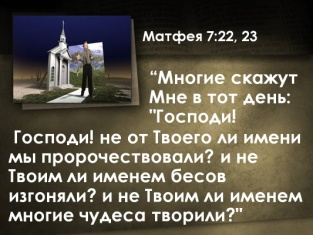 Матфея 7:22, 23
“Многие скажут
Мне в тот день:
"Господи!
Господи! не от Твоего ли имени
мы пророчествовали? и не
Твоим ли именем бесов
изгоняли? и не Твоим ли именем
многие чудеса творили?"